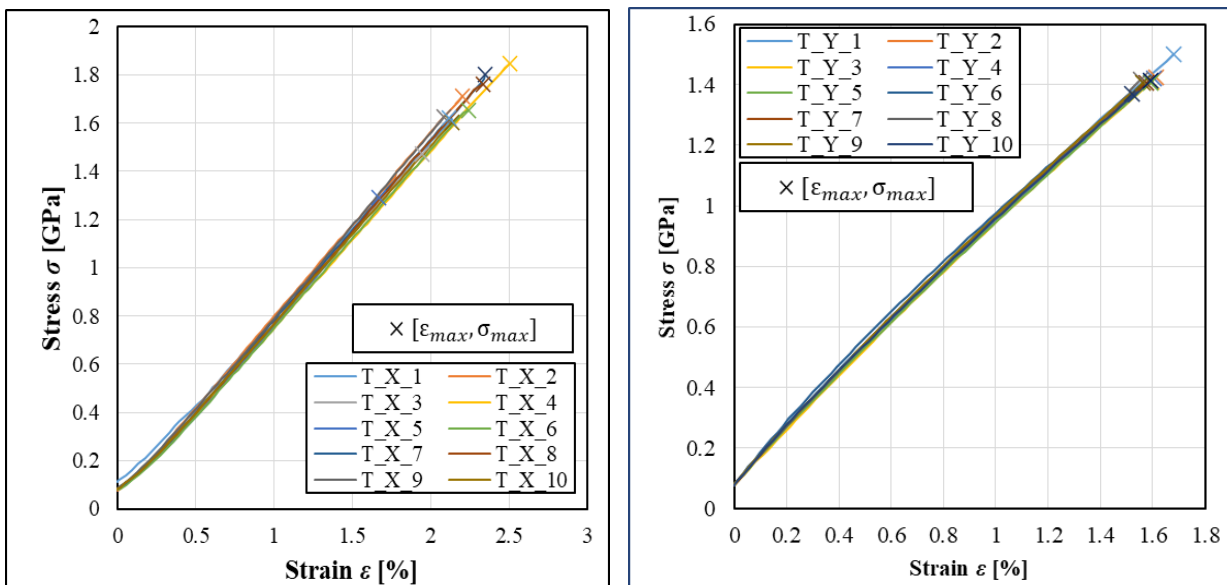 2
1.8
1.6
1.4
1.2
1
0.8
0.6
0.4
0.2
0
Stress σ [GPa]
× [ε_max, σ_max]
T_X_1 T_X_2
T_X_3 T_X_4
T_X_5 T_X_6
T_X_7 T_X_8
T_X_9 T_X_10
0 0.5 1 1.5 2 2.5 3
Strain ε [%]
1.6
1.4
1.2
1
0.8
0.6
0.4
0.2
0
Stress σ [GPa]
T_Y_1 T_Y_2
T_Y_3 T_Y_4
T_Y_5 T_Y_6
T_Y_7 T_Y_8
T_Y_9 T_Y_10
× [ε_max, σ_max]
0 0.2 0.4 0.6 0.8 1 1.2 1.4 1.6 1.8
Strain ε [%]